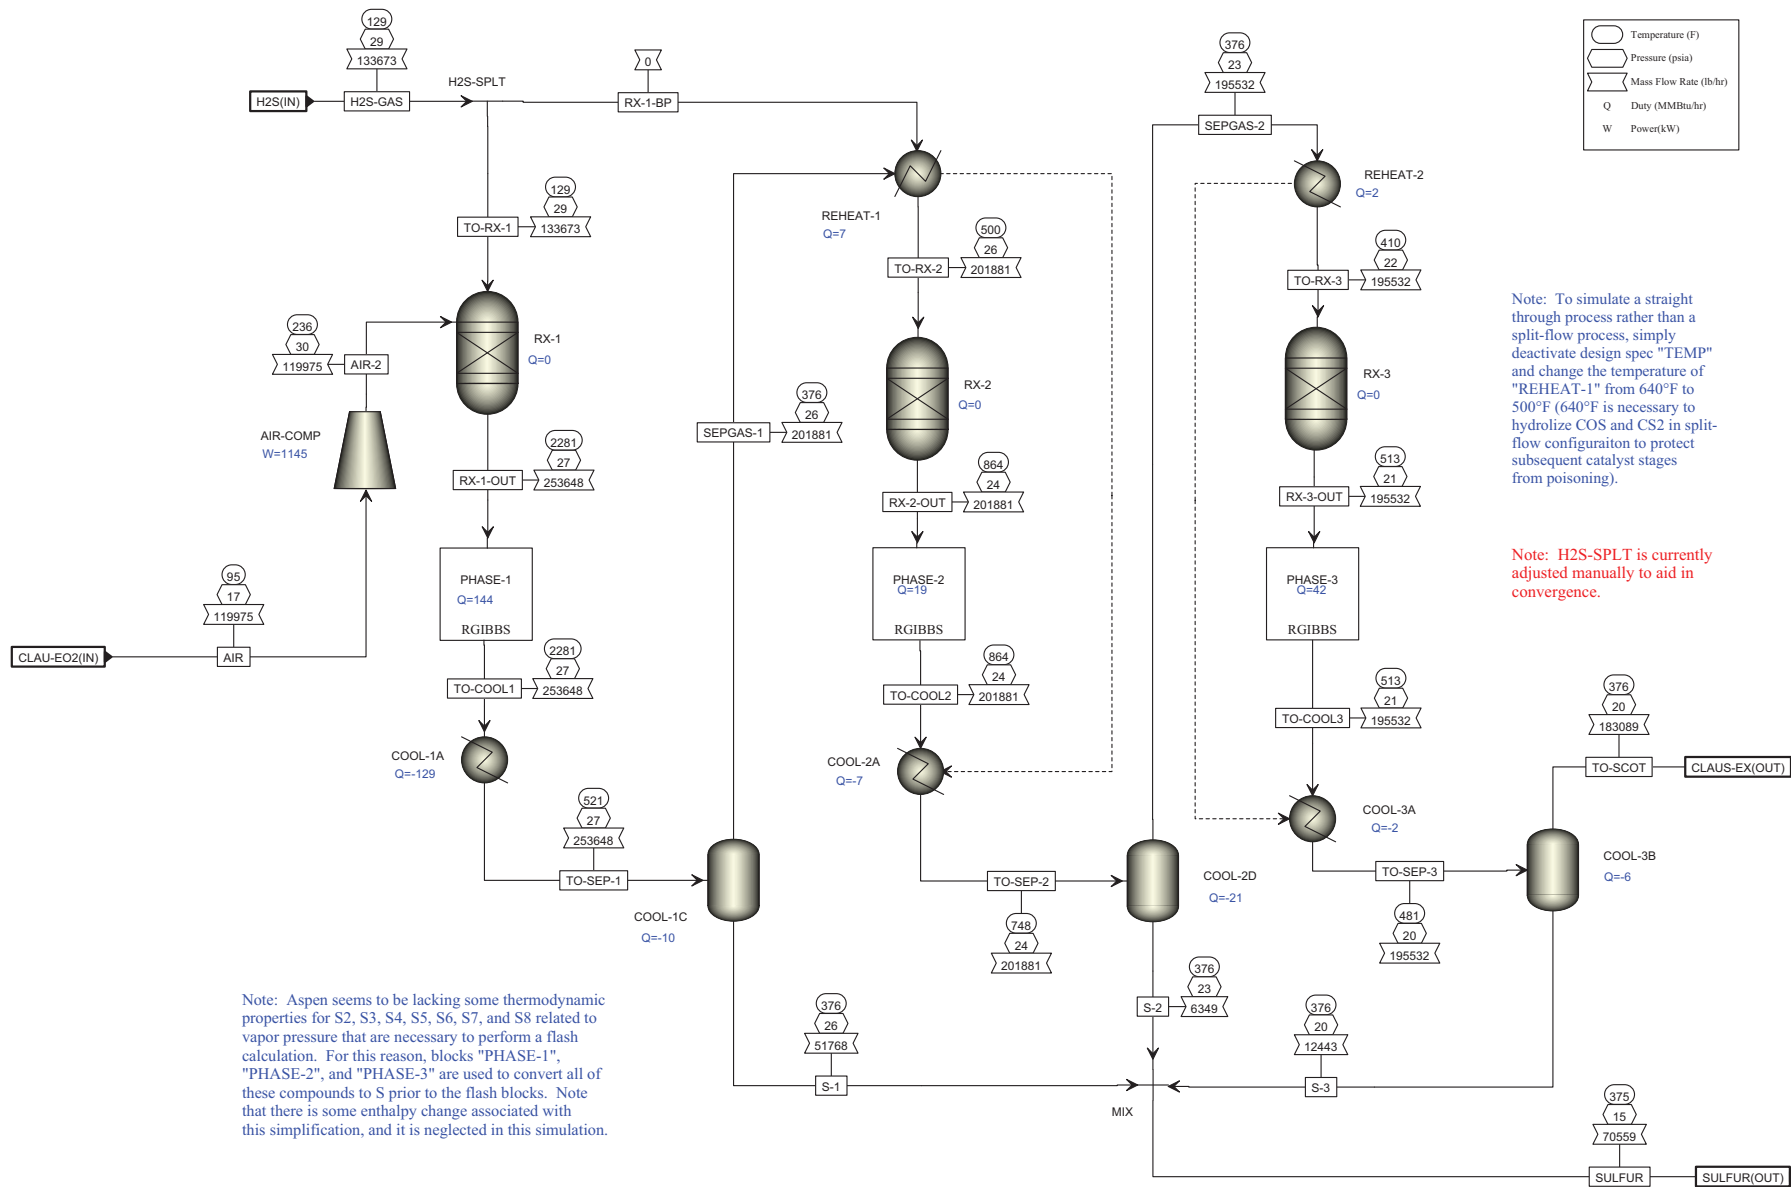 129
29
133673
H2S(IN)
H2S-GAS
H2S-SPLT
0
RX-1-BP
376
23
195532
SEPGAS-2
Temperature (F)
Pressure (psia)
Mass Flow Rate (lb/hr)
Q Duty (MMBtu/hr)
W Power(kW)
129
29
133673
TO-RX-1
REHEAT-1
Q=7
REHEAT-2
Q=2
500
26
201881
TO-RX-2
410
22
195532
TO-RX-3
236
30
119975
AIR-2
RX-1
Q=0
AIR-COMP
W=1145
376
26
201881
SEPGAS-1
RX-2
Q=0
RX-3
Q=0
Note: To simulate a straight
through process rather than a
split-flow process, simply
deactivate design spec "TEMP"
and change the temperature of
"REHEAT-1" from 640°F to
500°F (640°F is necessary to
hydrolize COS and CS2 in split-
flow configuraiton to protect
subsequent catalyst stages
from poisoning).
2281
27
253648
RX-1-OUT
864
24
201881
RX-2-OUT
513
21
195532
RX-3-OUT
Note: H2S-SPLT is currently
adjusted manually to aid in
convergence.
PHASE-1
Q=144
RGIBBS
PHASE-2
Q=19
RGIBBS
PHASE-3
Q=42
RGIBBS
95
17
119975
CLAU-EO2(IN)
AIR
2281
27
253648
TO-COOL1
864
24
201881
TO-COOL2
513
21
195532
TO-COOL3
376
20
183089
TO-SCOT
CLAUS-EX(OUT)
COOL-1A
Q=-129
COOL-2A
Q=-7
COOL-3A
Q=-2
521
27
253648
TO-SEP-1
COOL-1C
Q=-10
TO-SEP-2
748
24
201881
COOL-2D
Q=-21
TO-SEP-3
481
20
195532
COOL-3B
Q=-6
Note: Aspen seems to be lacking some thermodynamic
properties for S2, S3, S4, S5, S6, S7, and S8 related to
vapor pressure that are necessary to perform a flash
calculation. For this reason, blocks "PHASE-1",
"PHASE-2", and "PHASE-3" are used to convert all of
these compounds to S prior to the flash blocks. Note
that there is some enthalpy change associated with
this simplification, and it is neglected in this simulation.
376
26
51768
S-1
376
23
6349
S-2
376
20
12443
S-3
MIX
375
15
70559
SULFUR
SULFUR(OUT)